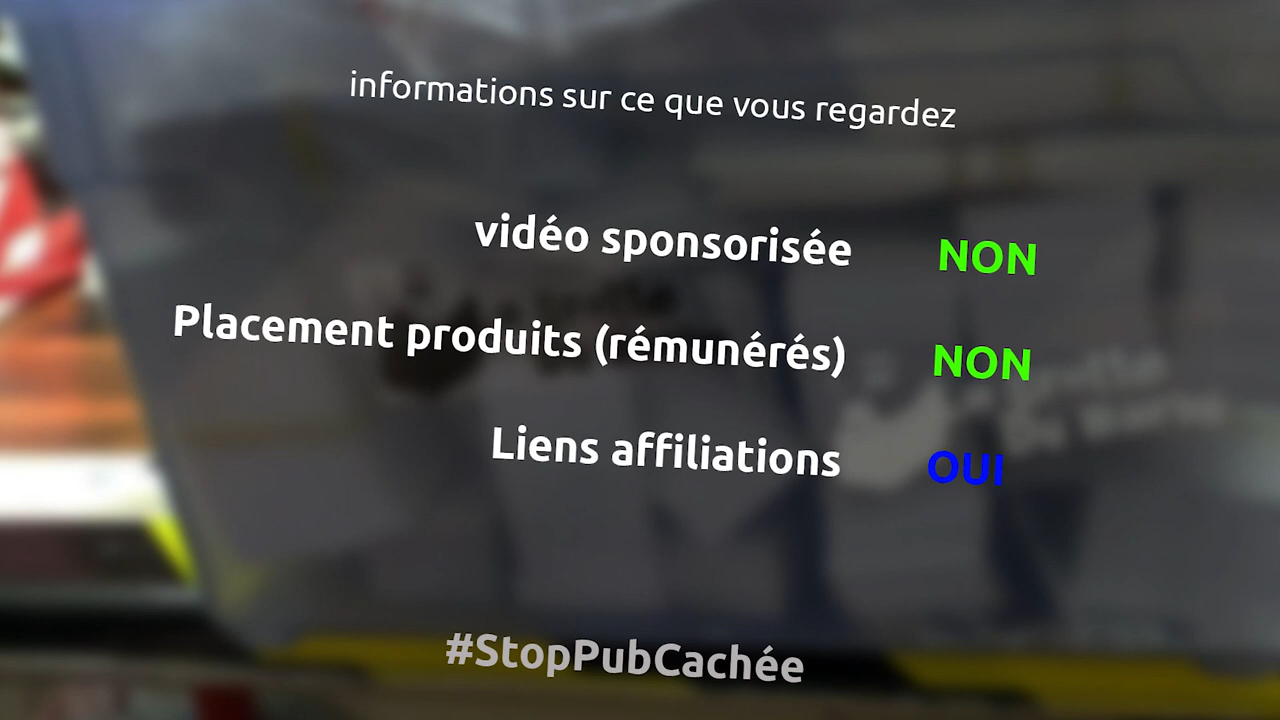 informations sur ce que vous regardez
vidéo sponsorisée NON
Placement produits (rémunérés) NON
Liens affiliations OUI
#StopPubCachée